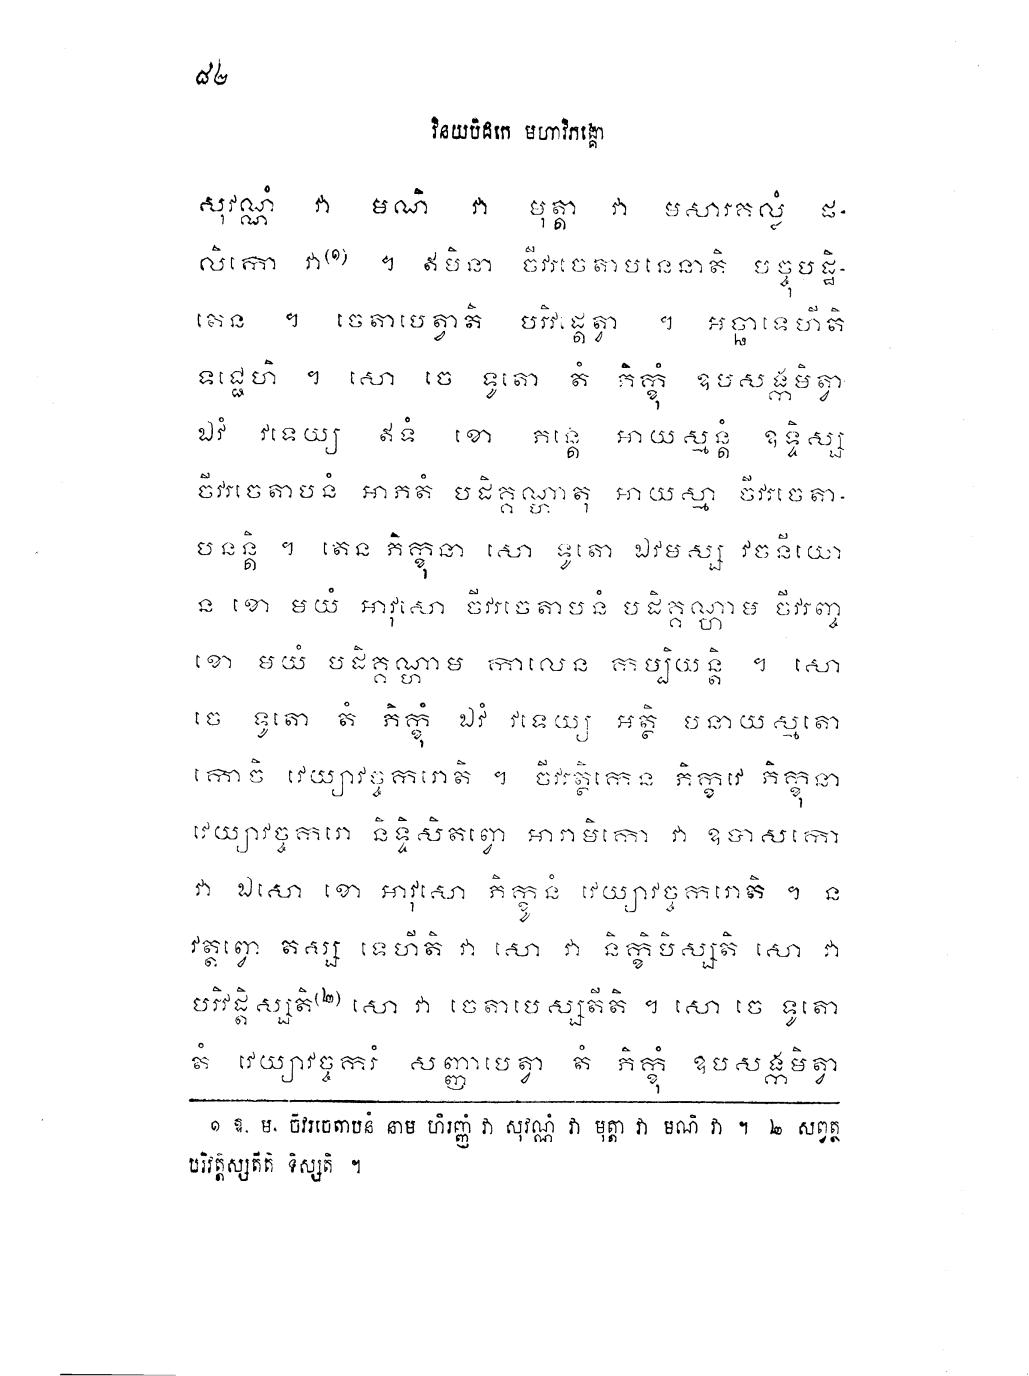 ៨២
វិនយបិដកេ មហាវិភង្គោ
សុវណ្ណំ វា មណិ វា មុត្តា វា មសារគល្លំ ផ-
លិកោ វា(១) ។ ឥមិនា ចីវរចេតាបនេនាតិ បច្ចុបដ្ឋិ-
តេន ។ ចេតាបេត្វាតិ បរិវដ្តេត្វា ។ អច្ឆាទេហីតិ
ទជ្ជេហិ ។ សោ ចេ ទូតោ តំ ភិក្ខុំ ឧបសង្កមិត្វា
ឯវំ វទេយ្យ ឥទំ ខោ ភន្តេ អាយស្មន្តំ ឧទ្ទិស្ស
ចីវរចេតាបនំ អាភតំ បដិគ្គណ្ហាតុ អាយស្មា ចីវរចេតា-
បនន្តិ ។ តេន ភិក្ខុនា សោ ទូតោ ឯវមស្ស វចនីយោ
ន ខោ មយំ អាវុសោ ចីវរចេតាបនំ បដិគ្គណ្ហាម ចីវរញ្ច
ខោ មយំ បដិគ្គណ្ហាម កាលេន កប្បិយន្តិ ។ សោ
ចេ ទូតោ តំ ភិក្ខុំ ឯវំ វទេយ្យ អត្ថិ បនាយស្មតោ
កោចិ វេយ្យាវច្ចករោតិ ។ ចីវរត្ថិកេន ភិក្ខវេ ភិក្ខុនា
វេយ្យាវច្ចករោ និទ្ទិសិតព្វោ អារាមិកោ វា ឧបាសកោ
វា ឯសោ ខោ អាវុសោ ភិក្ខូនំ វេយ្យាវច្ចករោតិ ។ ន
វត្តព្វោ តស្ស ទេហីតិ វា សោ វា និក្ខិបិស្សតិ សោ វា
បរិវដ្តិស្សតិ(២) សោ វា ចេតាបេស្សតីតិ ។ សោ ចេ ទូតោ
តំ វេយ្យាវច្ចករំ សញ្ញាបេត្វា តំ ភិក្ខុំ ឧបសង្កមិត្វា
១ ឱ. ម. ចីវរចេតាបនំ នាម ហិរញ្ញំ វា សុវណ្ណំ វា មុត្តា វា មណិ វា ។ ២ សព្វត្ថ
បរិវត្តិស្សតីតិ ទិស្សតិ ។